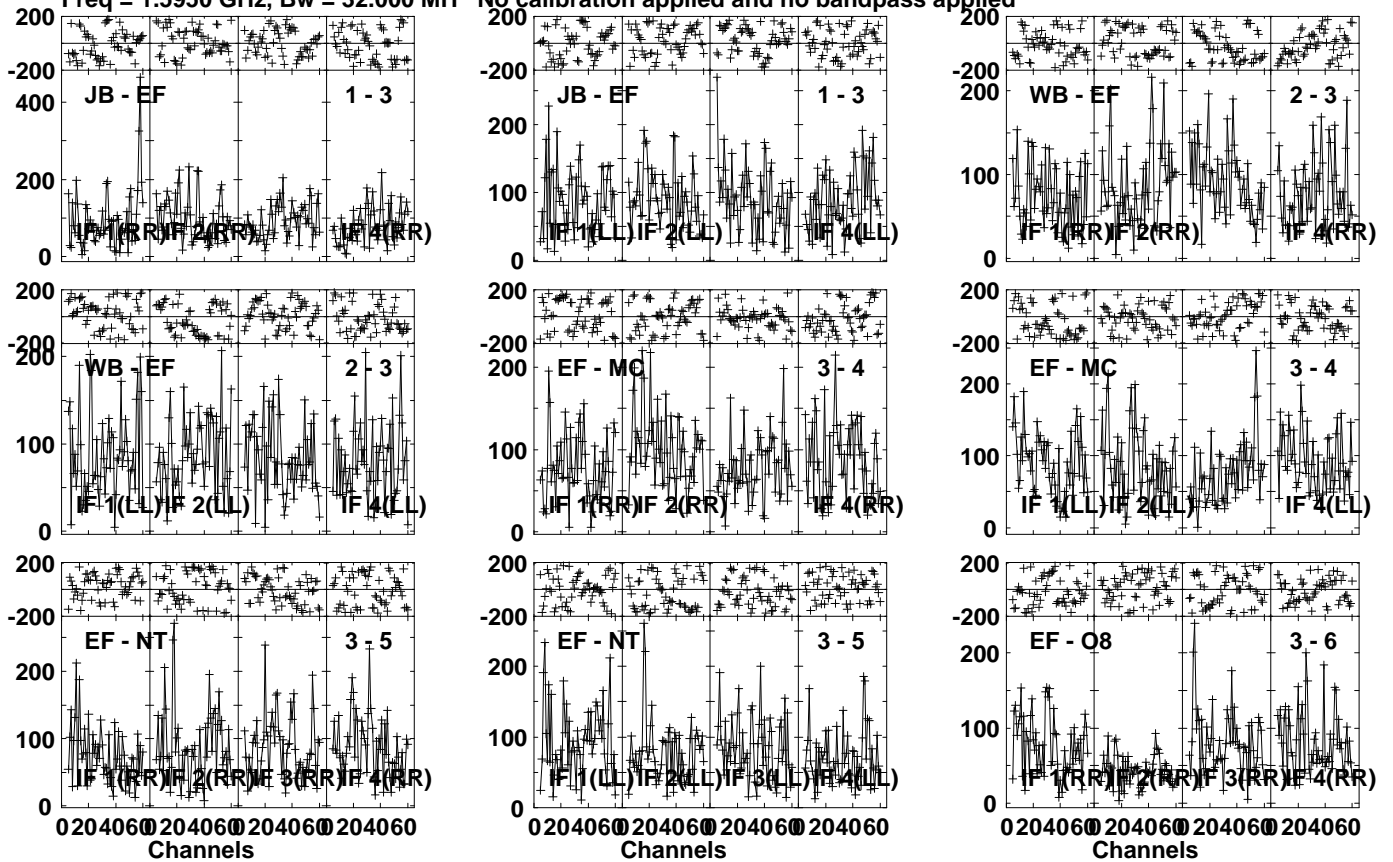 Freq = 1.5950 GHz, Bw = 32.000 MH No calibration applied and no bandpass applied
200
-200
JB - EF 1 - 3
400
200
0
IF 1(RR) IF 2(RR) IF 4(RR)
JB - EF 1 - 3
200
100
0
IF 1(LL) IF 2(LL) IF 4(LL)
200
-200
WB - EF 2 - 3
200
100
0
IF 1(RR) IF 2(RR) IF 4(RR)
200
-200
WB - EF 2 - 3
200
100
0
IF 1(LL) IF 2(LL) IF 4(LL)
200
-200
EF - MC 3 - 4
200
100
0
IF 1(RR) IF 2(RR) IF 4(RR)
200
-200
EF - MC 3 - 4
200
100
0
IF 1(LL) IF 2(LL) IF 4(LL)
200
-200
EF - NT 3 - 5
200
100
0
IF 1(RR) IF 2(RR) IF 3(RR) IF 4(RR)
0 20 40 60 0 20 40 60 0 20 40 60 0 20 40 60
Channels
200
-200
EF - NT 3 - 5
200
100
0
IF 1(LL) IF 2(LL) IF 3(LL) IF 4(LL)
0 20 40 60 0 20 40 60 0 20 40 60 0 20 40 60
Channels
200
-200
EF - O8 3 - 6
200
100
0
IF 1(RR) IF 2(RR) IF 3(RR) IF 4(RR)
0 20 40 60 0 20 40 60 0 20 40 60 0 20 40 60
Channels